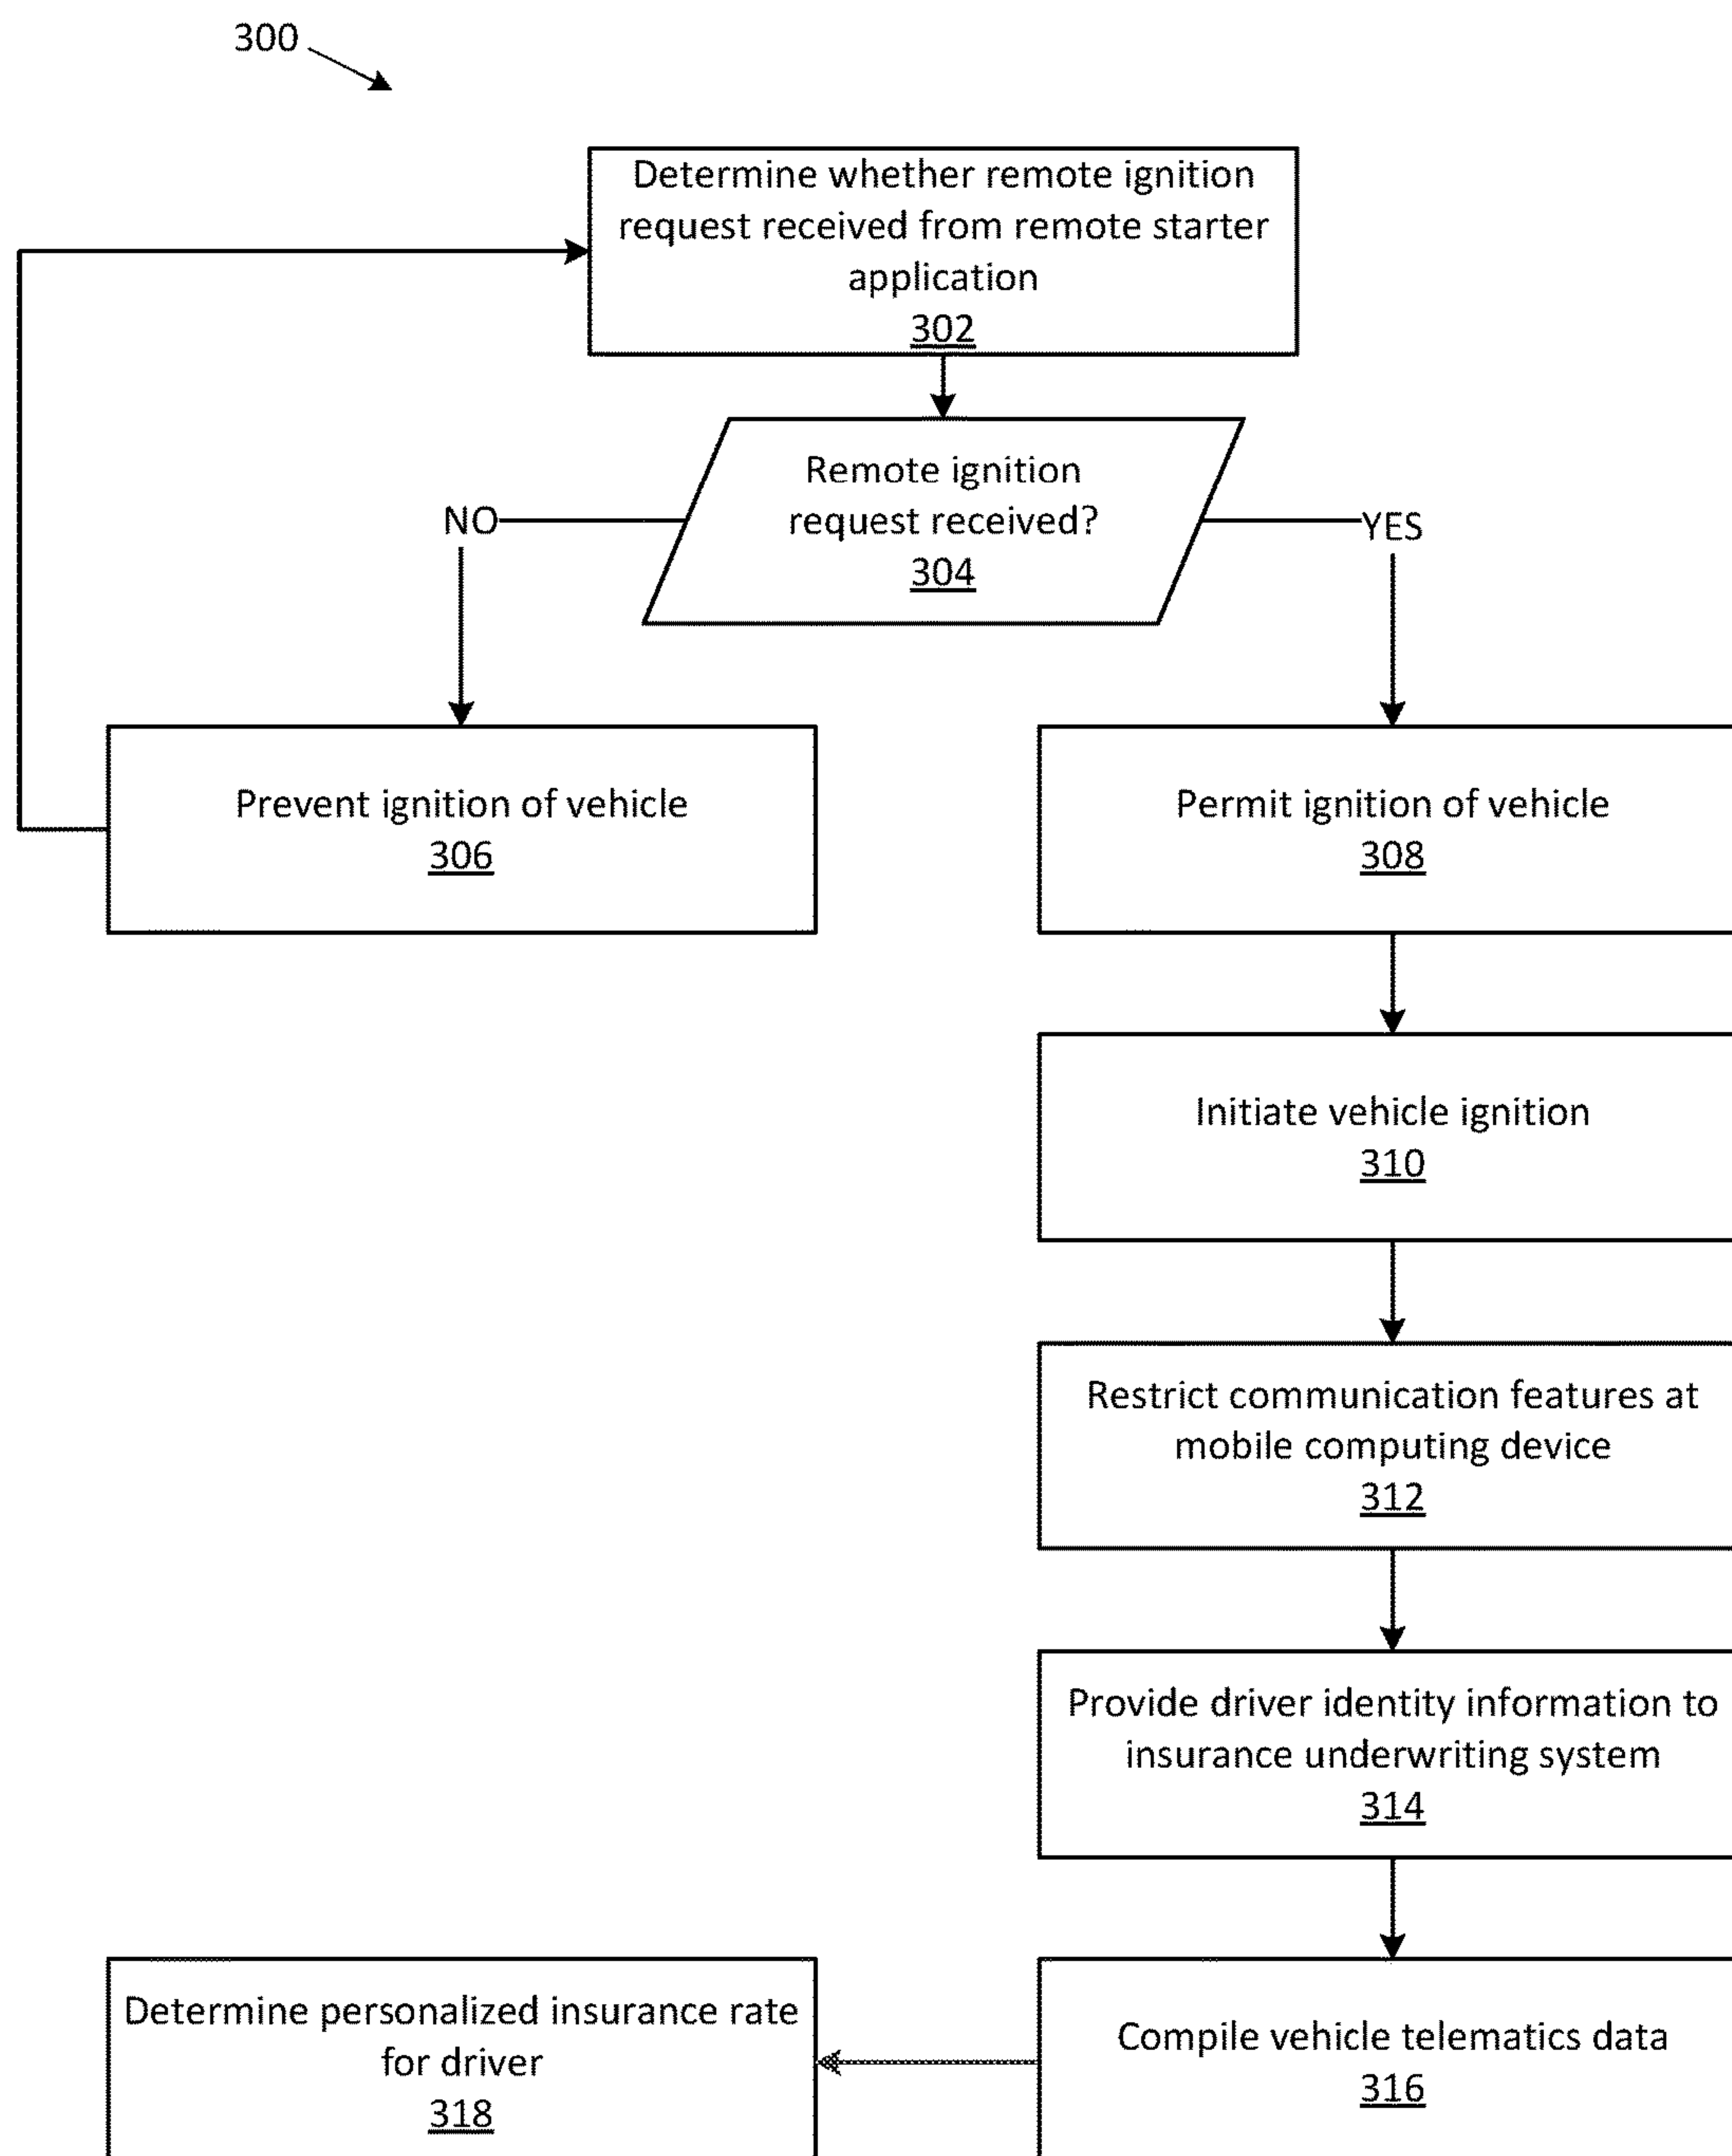 300
Determine whether remote ignition
request received from remote starter
application
302
Remote ignition
request received?
304
NO
YES
Prevent ignition of vehicle
306
Permit ignition of vehicle
308
Initiate vehicle ignition
310
Restrict communication features at
mobile computing device
312
Provide driver identity information to
insurance underwriting system
314
Determine personalized insurance rate
for driver
318
Compile vehicle telematics data
316